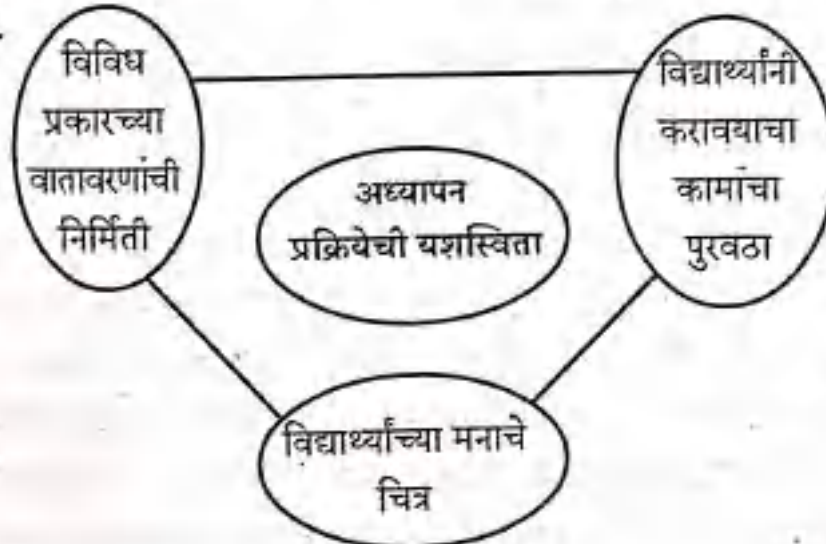 विविध
प्रकारच्या
वातावरणांची
निर्मिती
विद्यार्थ्यांनी
करावयाचा
कामांचा
पुरवठा
अध्यापन
प्रक्रियेची यशस्विता
विद्यार्थ्यांच्या मनाचे
चित्र